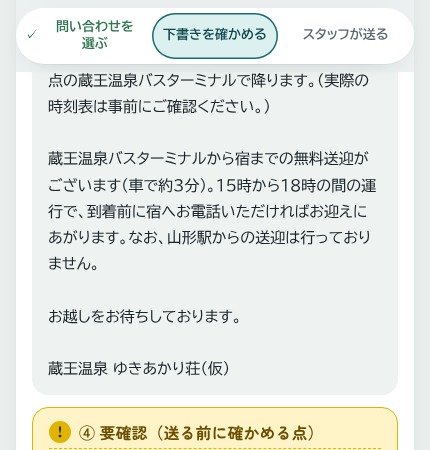 ✓ 問い合わせを
選ぶ
下書きを確かめる
スタッフが送る
点の蔵王温泉バスターミナルで降ります。（実際の
時刻表は事前にご確認ください。）
蔵王温泉バスターミナルから宿までの無料送迎が
ございます（車で約3分）。15時から18時の間の運
行で、到着前に宿へお電話いただければお迎えに
あがります。なお、山形駅からの送迎は行っており
ません。
お越しをお待ちしております。
蔵王温泉 ゆきあかり荘（仮）
! ④ 要確認（送る前に確かめる点）